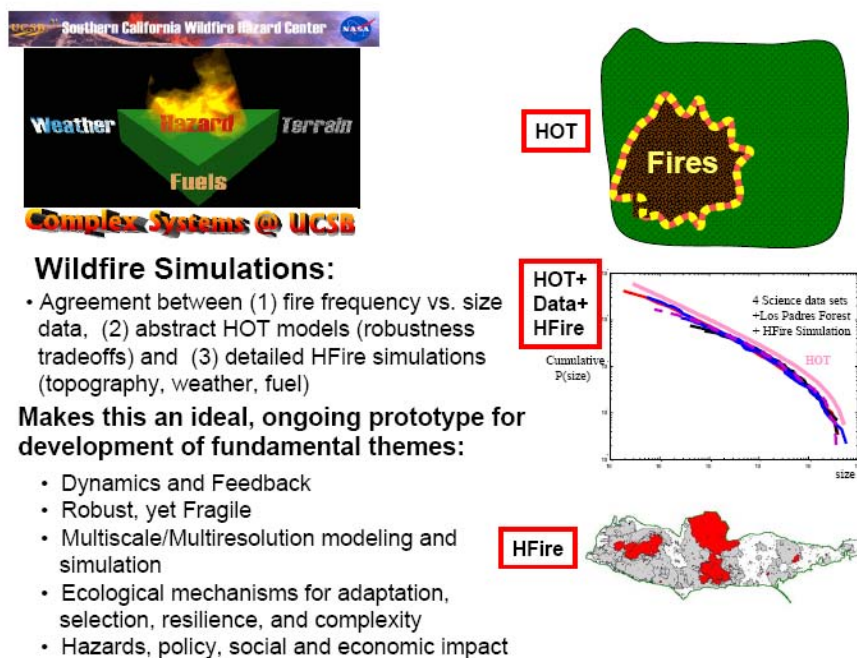 UCSB Southern California Wildfire Hazard Center NASA
Weather Hazard Terrain
Fuels
Complex Systems @ UCSB
Wildfire Simulations:
• Agreement between (1) fire frequency vs. size
data, (2) abstract HOT models (robustness
tradeoffs) and (3) detailed HFire simulations
(topography, weather, fuel)
Makes this an ideal, ongoing prototype for
development of fundamental themes:
• Dynamics and Feedback
• Robust, yet Fragile
• Multiscale/Multiresolution modeling and
simulation
• Ecological mechanisms for adaptation,
selection, resilience, and complexity
• Hazards, policy, social and economic impact
HOT
Fires
HOT+
Data+
HFire
4 Science data sets
+Los Padres Forest
+ HFire Simulation
HOT
Cumulative
P(size)
size
HFire